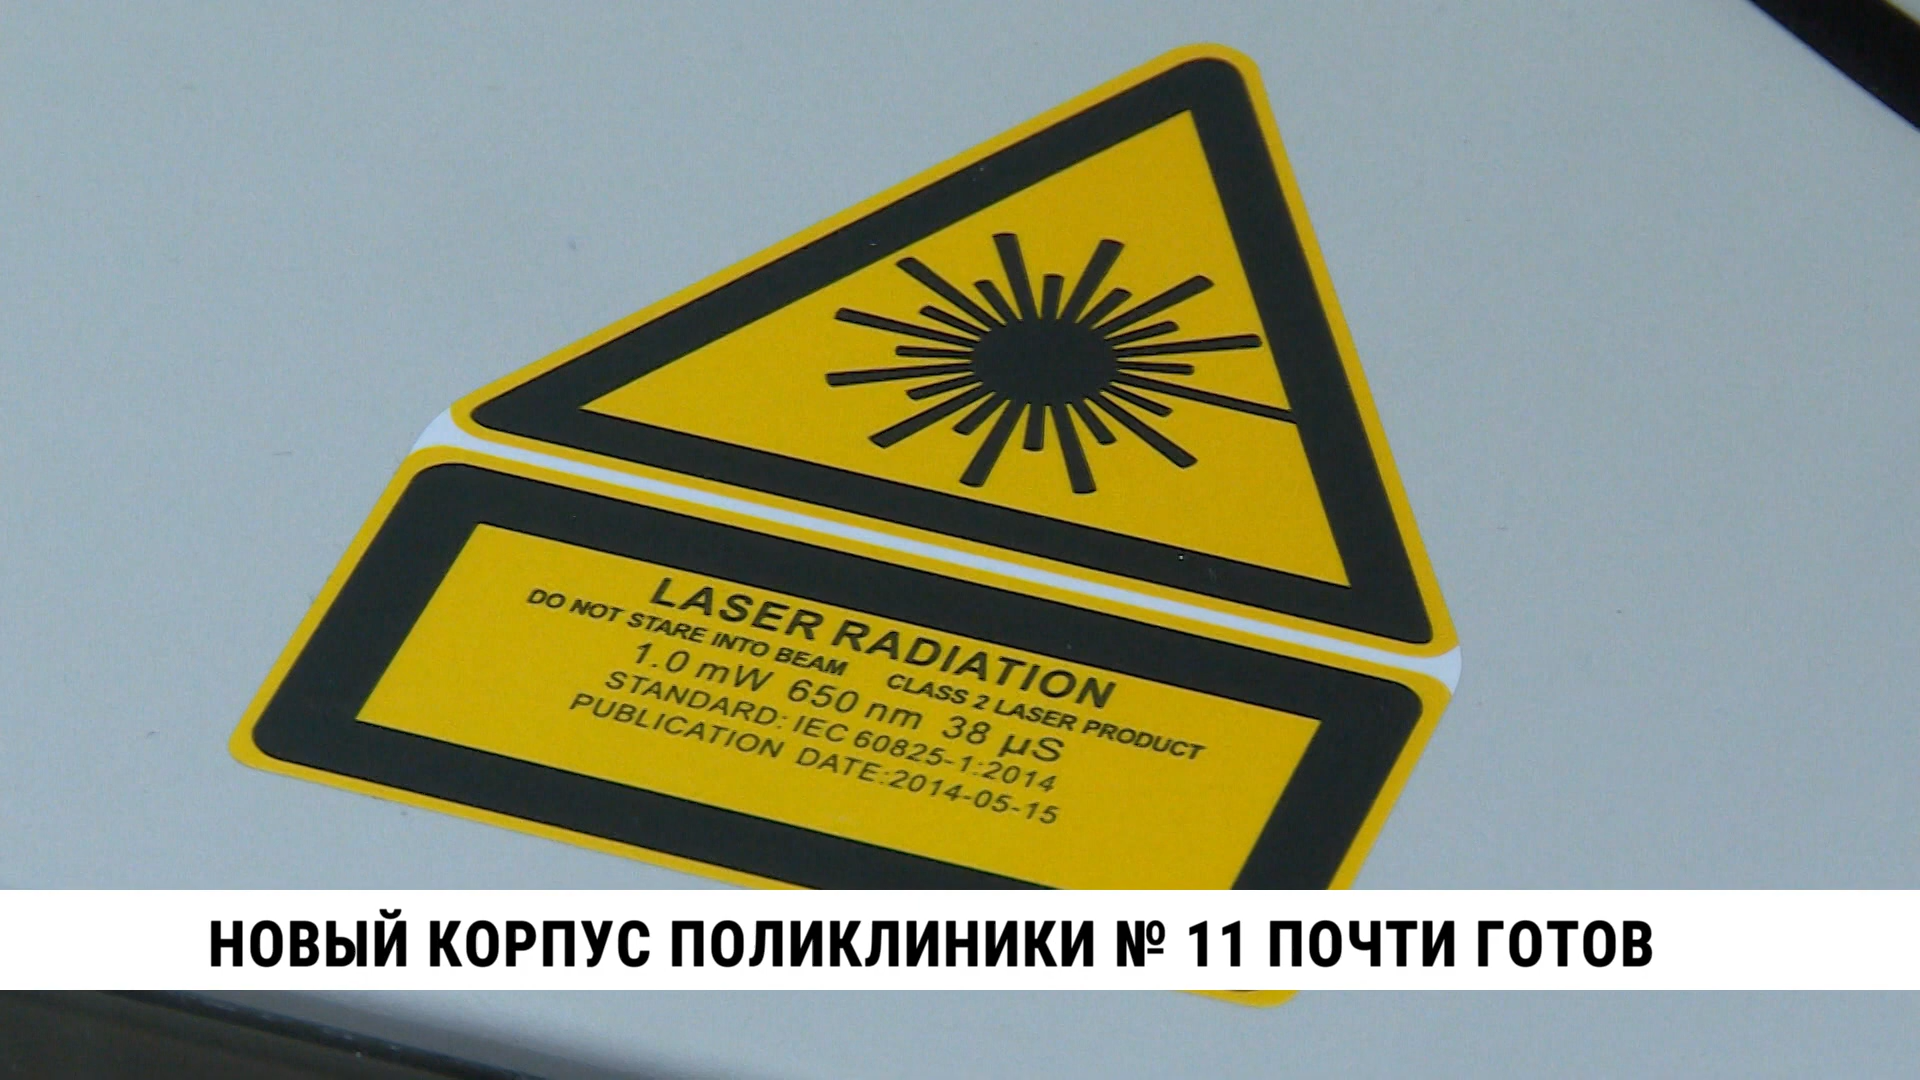 LASER RADIATION
DO NOT STARE INTO BEAM CLASS 2 LASER PRODUCT
1.0 mW 650 nm 38 µS
STANDARD: IEC 60825-1:2014
PUBLICATION DATE:2014-05-15
НОВЫЙ КОРПУС ПОЛИКЛИНИКИ № 11 ПОЧТИ ГОТОВ